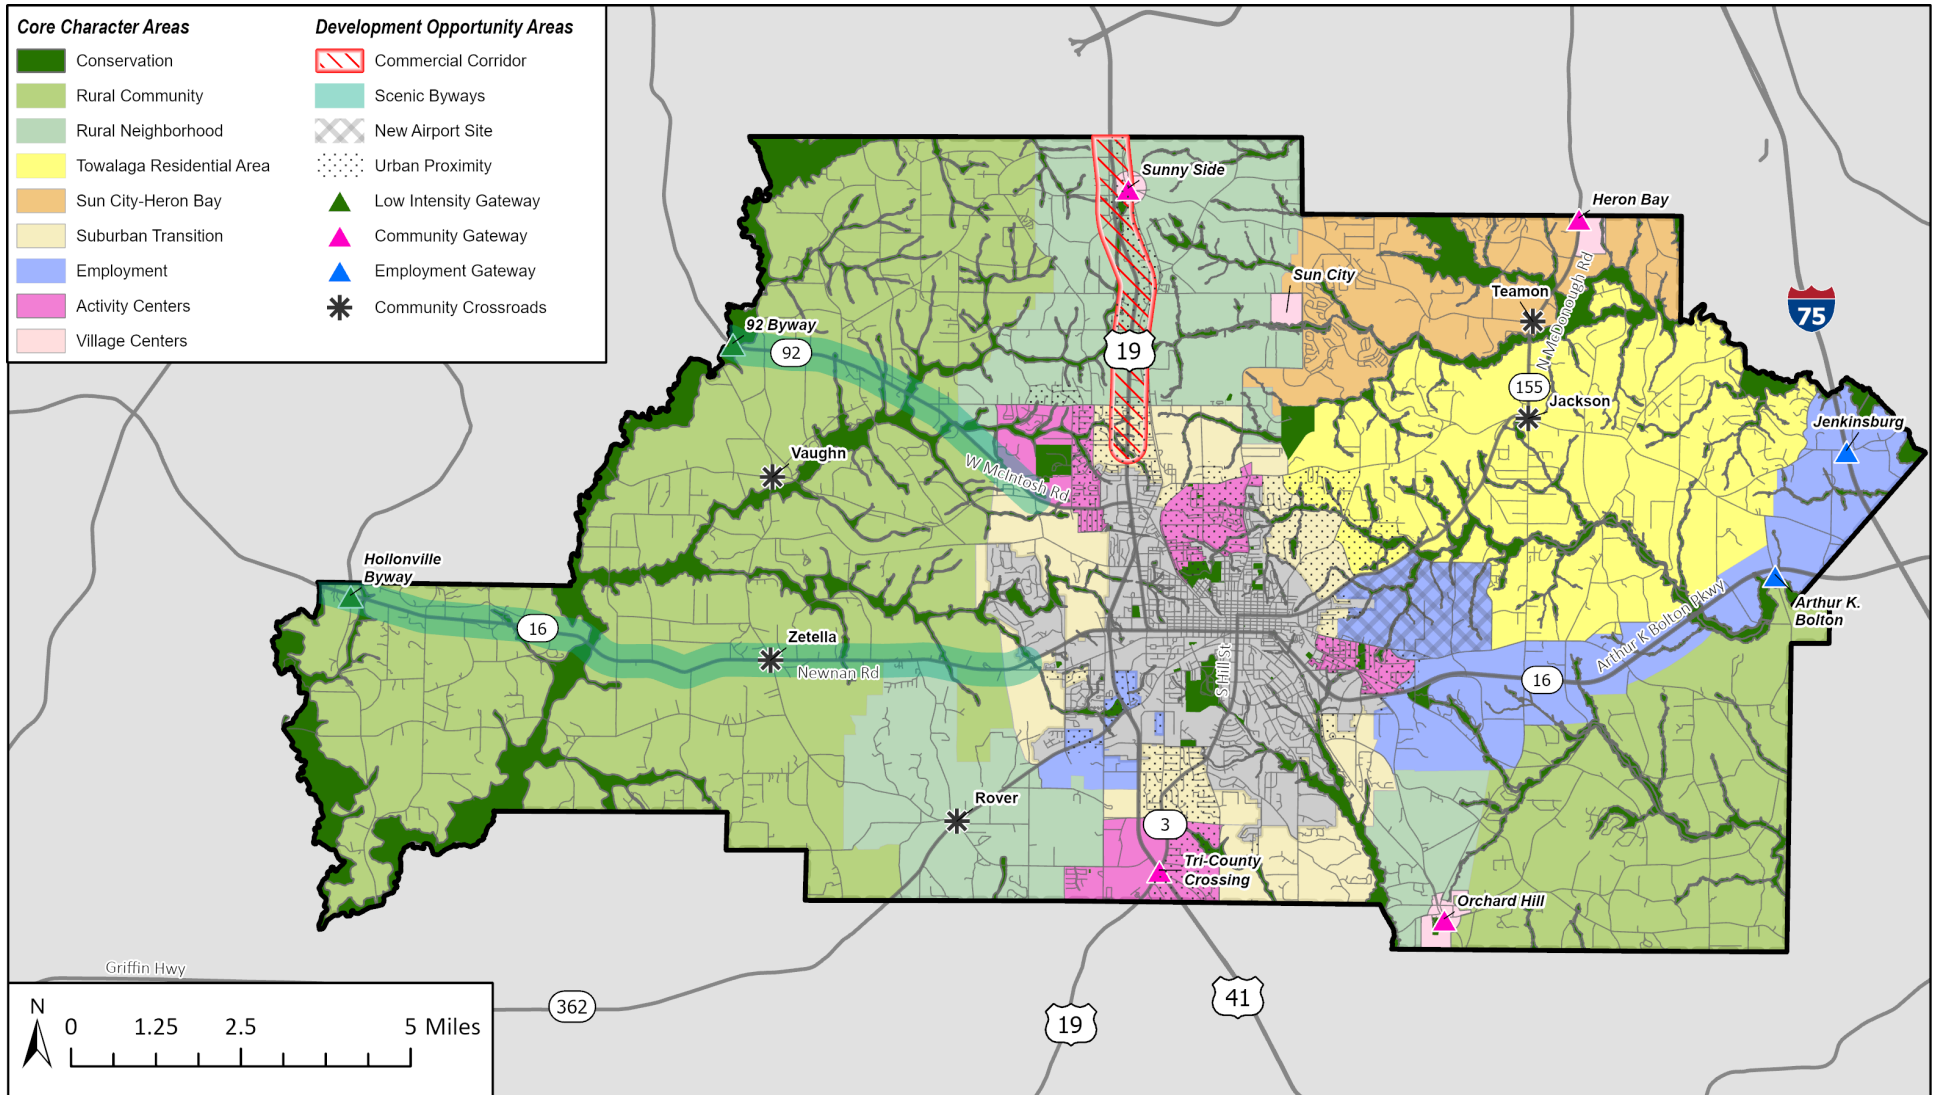 Core Character Areas
Conservation
Rural Community
Rural Neighborhood
Towalaga Residential Area
Sun City-Heron Bay
Suburban Transition
Employment
Activity Centers
Village Centers
Development Opportunity Areas
Commercial Corridor
Scenic Byways
New Airport Site
Urban Proximity
Low Intensity Gateway
Community Gateway
Employment Gateway
Community Crossroads
Sunny Side
Heron Bay
Sun City
Teamon
N McDonough Rd
75
92 Byway
92
19
155
Jackson
Jenkinsburg
Vaughn
W McIntosh Rd
Hollonville
Byway
16
Zetella
Newnan Rd
S Hill St
Arthur K.
Bolton
Arthur K Bolton Pkwy
16
Rover
3
Tri-County
Crossing
Orchard Hill
Griffin Hwy
362
19
41
N
0 1.25 2.5 5 Miles